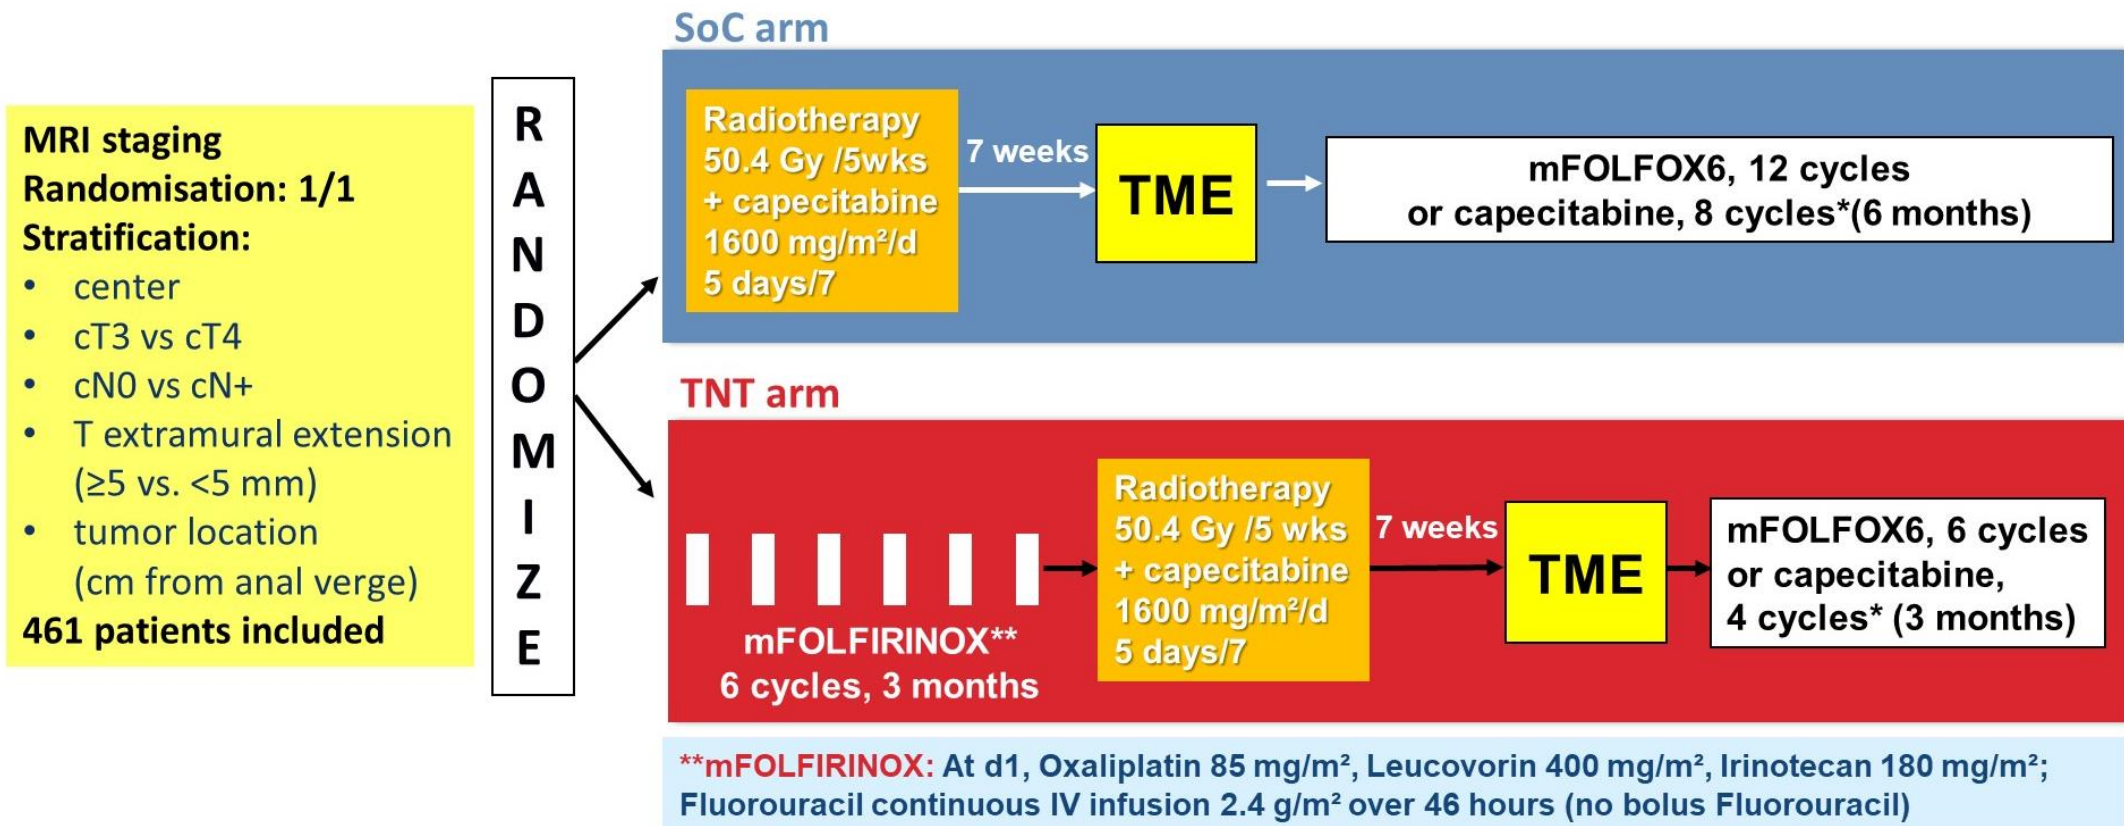 MRI staging
Randomisation: 1/1
Stratification:
• center
• cT3 vs cT4
• cN0 vs cN+
• T extramural extension
(≥5 vs. <5 mm)
• tumor location
(cm from anal verge)
461 patients included
R
A
N
D
O
M
I
Z
E
SoC arm
Radiotherapy
50.4 Gy /5wks
+ capecitabine
1600 mg/m²/d
5 days/7
7 weeks
TME
mFOLFOX6, 12 cycles
or capecitabine, 8 cycles*(6 months)
TNT arm
mFOLFIRINOX**
6 cycles, 3 months
Radiotherapy
50.4 Gy /5 wks
+ capecitabine
1600 mg/m²/d
5 days/7
7 weeks
TME
mFOLFOX6, 6 cycles
or capecitabine,
4 cycles* (3 months)
**mFOLFIRINOX: At d1, Oxaliplatin 85 mg/m², Leucovorin 400 mg/m², Irinotecan 180 mg/m²;
Fluorouracil continuous IV infusion 2.4 g/m² over 46 hours (no bolus Fluorouracil)